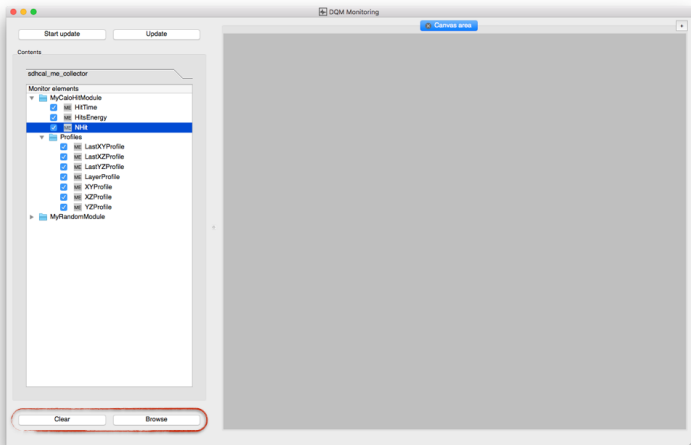 DQM Monitoring
Start update
Update
Canvas area
+
Contents
sdhcal_me_collector
Monitor elements
MyCaloHitModule
ME HitTime
ME HitsEnergy
ME NHit
Profiles
ME LastXYProfile
ME LastXZProfile
ME LastYZProfile
ME LayerProfile
ME XYProfile
ME XZProfile
ME YZProfile
MyRandomModule
Clear
Browse